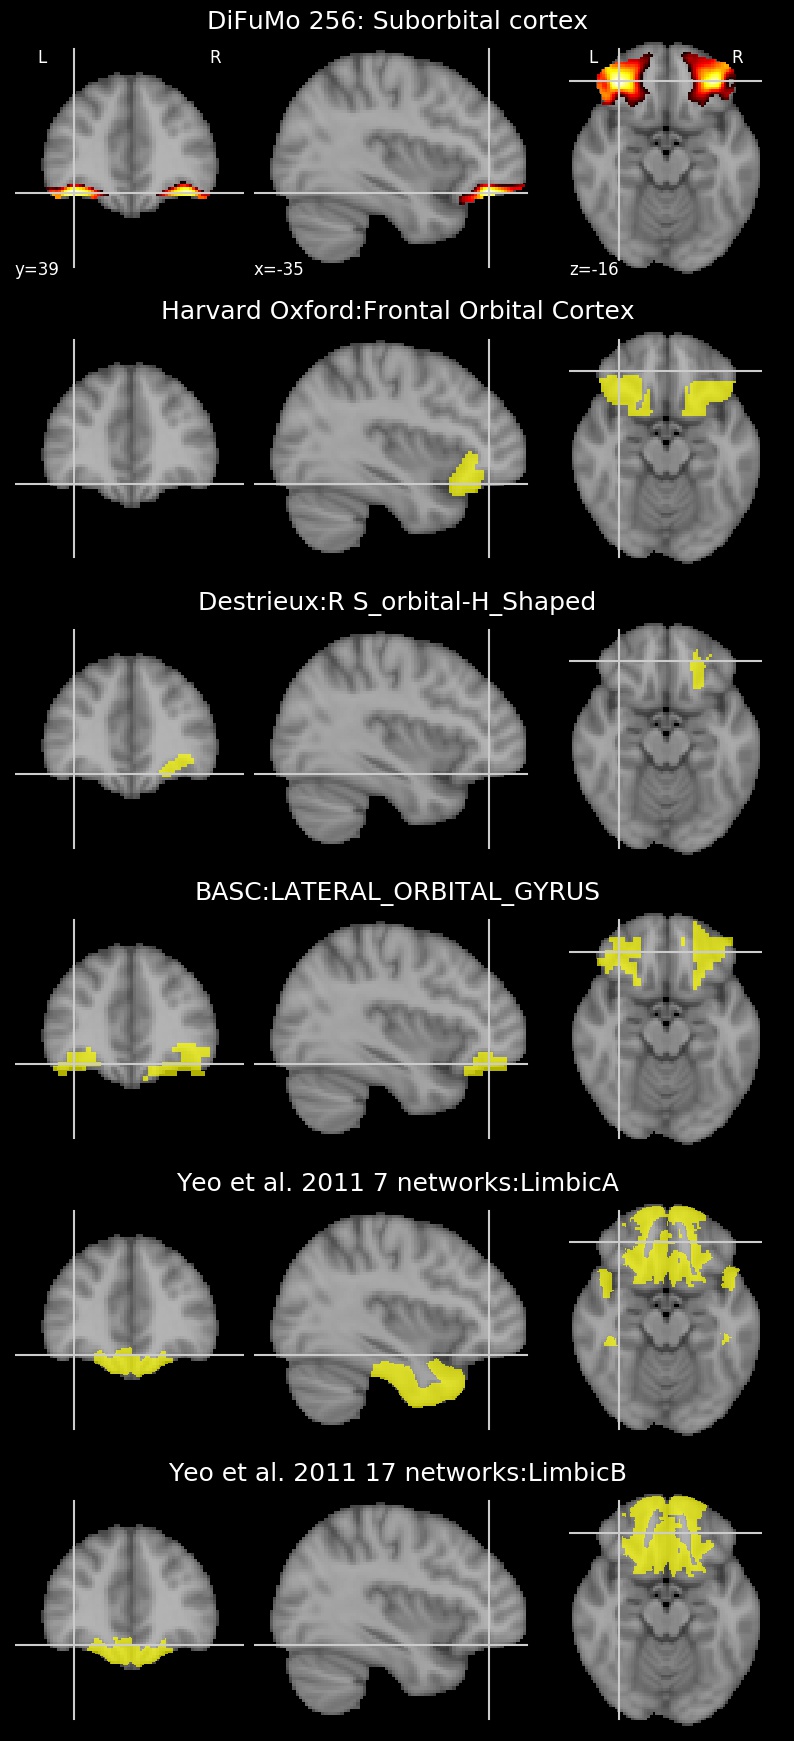 DiFuMo 256: Suborbital cortex
L R L R
y=39 x=-35 z=-16
Harvard Oxford:Frontal Orbital Cortex
Destrieux:R S_orbital-H_Shaped
BASC:LATERAL_ORBITAL_GYRUS
Yeo et al. 2011 7 networks:LimbicA
Yeo et al. 2011 17 networks:LimbicB